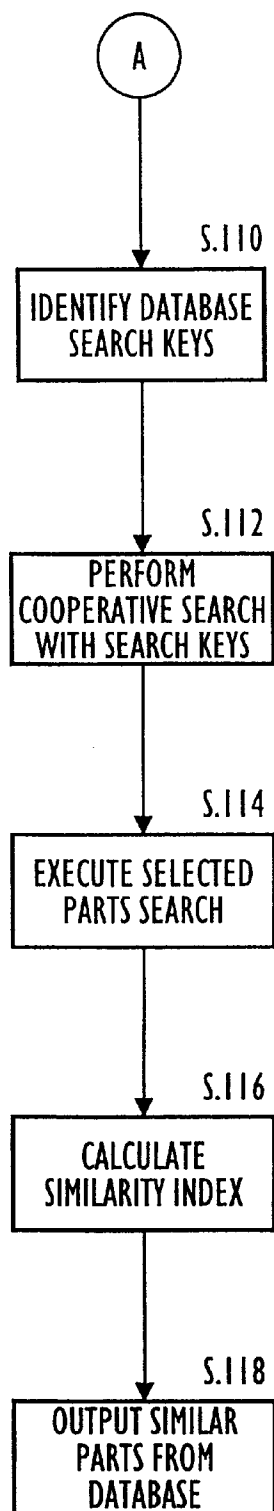 A
S.110
IDENTIFY DATABASE
SEARCH KEYS
S.112
PERFORM
COOPERATIVE SEARCH
WITH SEARCH KEYS
S.114
EXECUTE SELECTED
PARTS SEARCH
S.116
CALCULATE
SIMILARITY INDEX
S.118
OUTPUT SIMILAR
PARTS FROM
DATABASE